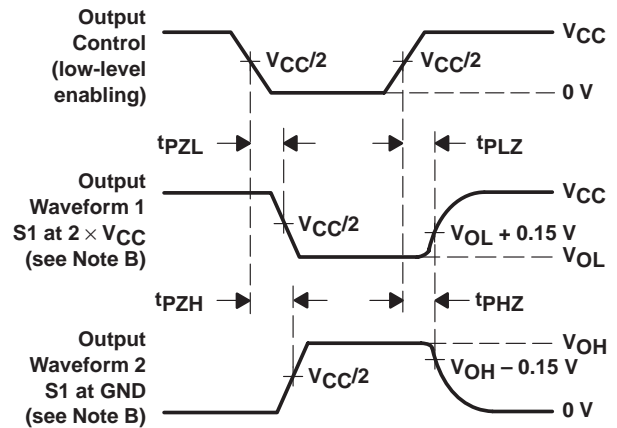 Output
Control
(low-level
enabling)
VCC
VCC/2
VCC/2
0 V
tPZL
tPLZ
Output
Waveform 1
S1 at 2 × VCC
(see Note B)
VCC
VCC/2
VOL + 0.15 V
VOL
tPZH
tPHZ
Output
Waveform 2
S1 at GND
(see Note B)
VOH
VCC/2
VOH – 0.15 V
0 V